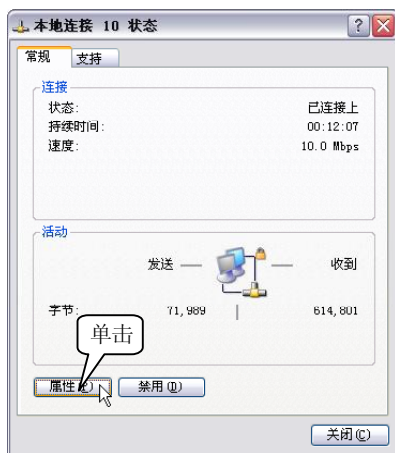 本地连接 10 状态
常规 支持
连接
状态: 已连接上
持续时间: 00:12:07
速度: 10.0 Mbps
活动
发送 — — 收到
字节: 71,989 | 614,801
单击
属性(P) 禁用(D)
关闭(C)